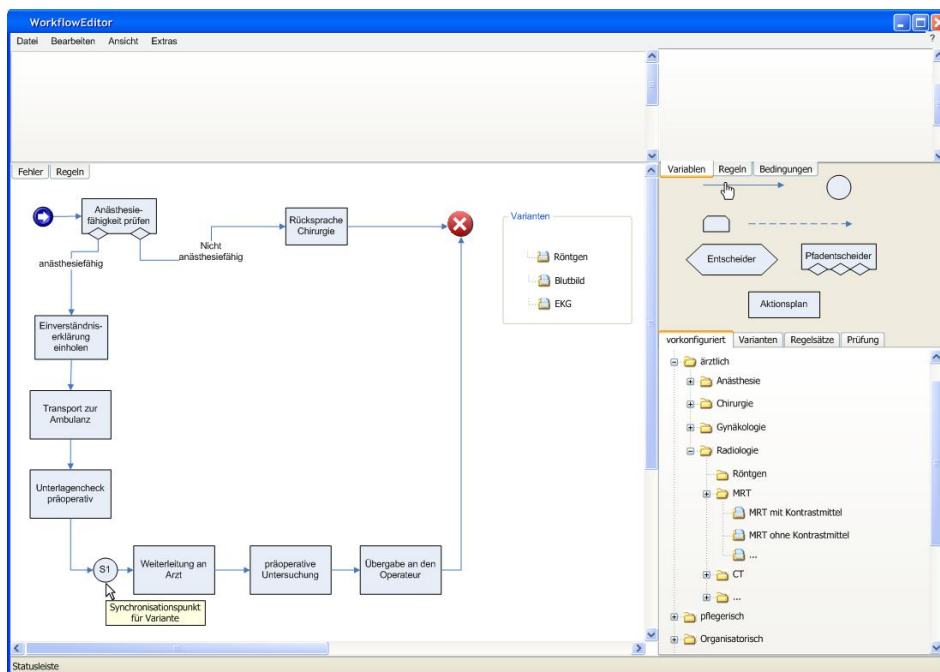 WorkflowEditor
Datei Bearbeiten Ansicht Extras
?
Fehler Regeln
Anästhesie-
fähigkeit prüfen
Rücksprache
Chirurgie
anästhesiefähig
Nicht
anästhesiefähig
Einverständnis-
erklärung
einholen
Transport zur
Ambulanz
Unterlagencheck
präoperativ
S1
Weiterleitung an
Arzt
präoperative
Untersuchung
Übergabe an den
Operateur
Synchronisationspunkt
für Variante
Varianten
Röntgen
Blutbild
EKG
Variablen Regeln Bedingungen
Entscheider
Pfadentscheider
Aktionsplan
vorkonfiguriert Varianten Regelsätze Prüfung
ärztlich
Anästhesie
Chirurgie
Gynäkologie
Radiologie
Röntgen
MRT
MRT mit Kontrastmittel
MRT ohne Kontrastmittel
...
CT
...
pflegerisch
Organisatorisch
Statusleiste